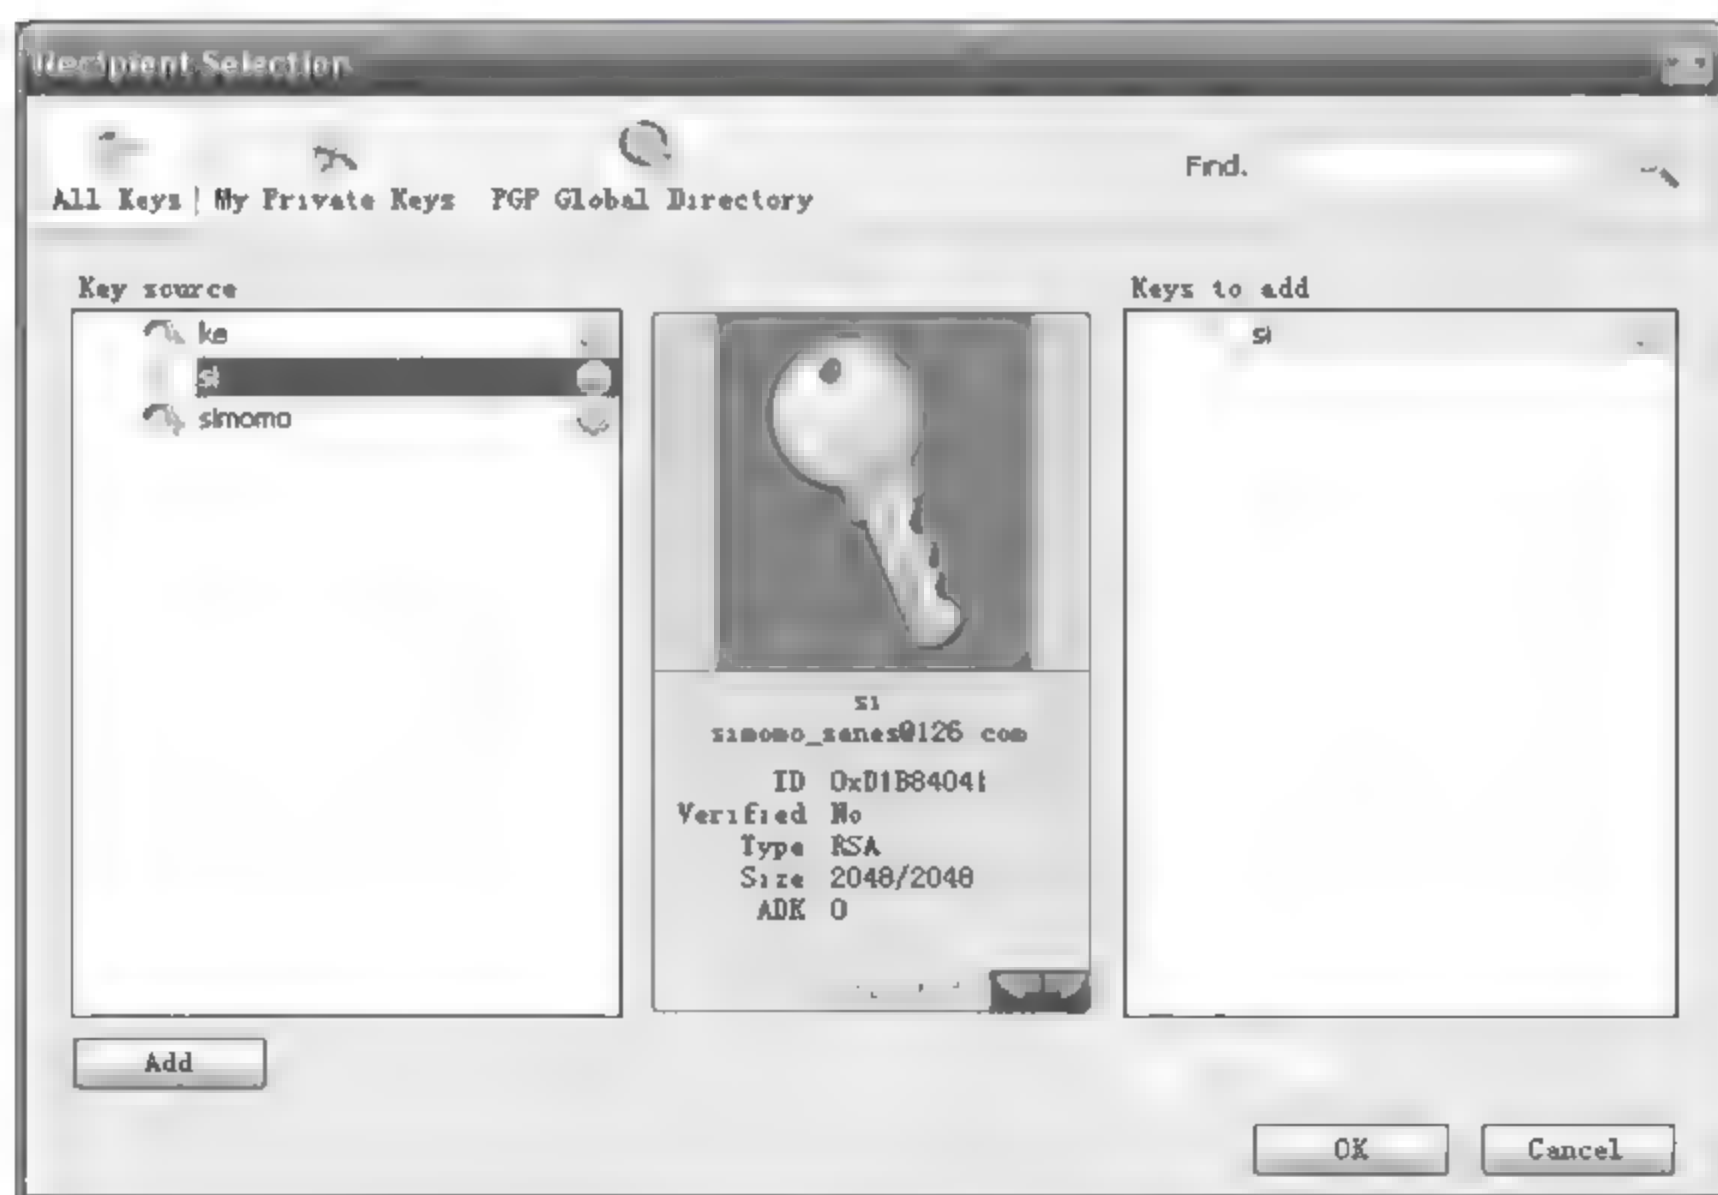 Recipient Selection
Find.
All Keys | My Private Keys PGP Global Directory
Key source
ke
si
simomo
si
simomo_sanes@126 com
ID 0xD1B84041
Verified No
Type RSA
Size 2048/2048
ADK 0
Keys to add
si
Add
OK Cancel